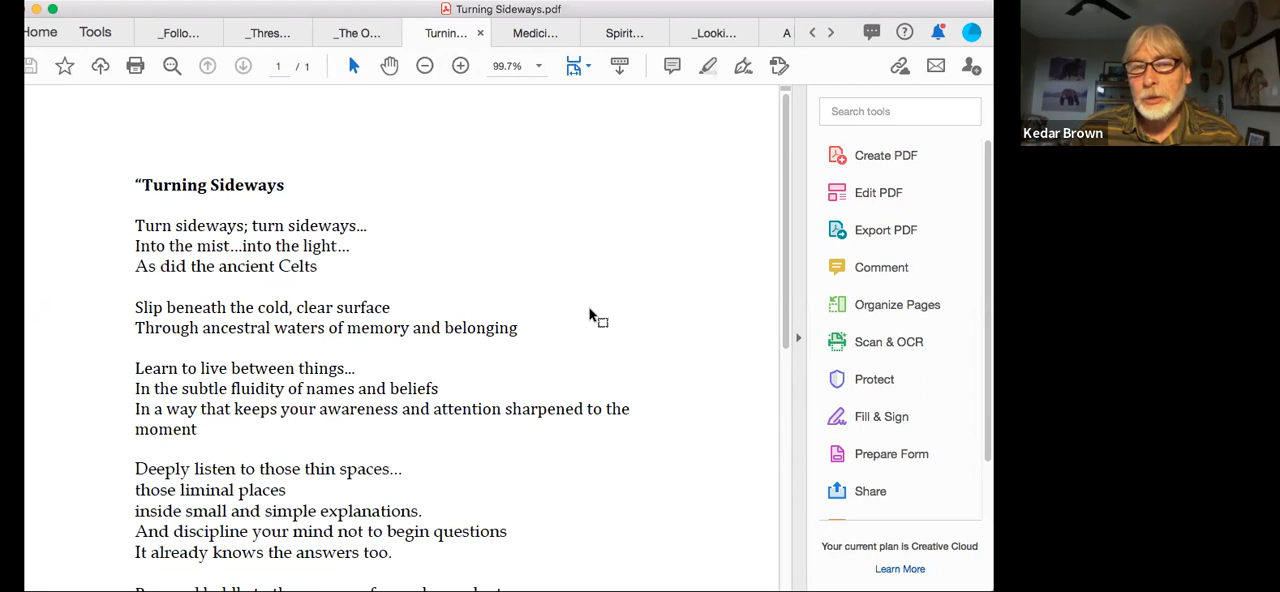 Turning Sideways.pdf
Home
Tools
_Follo...
_Thres...
_The O...
Turnin...
Medici...
Spirit...
_Looki...
A
1 / 1
99.7%
“Turning Sideways
Turn sideways; turn sideways…
Into the mist…into the light…
As did the ancient Celts
Slip beneath the cold, clear surface
Through ancestral waters of memory and belonging
Learn to live between things…
In the subtle fluidity of names and beliefs
In a way that keeps your awareness and attention sharpened to the
moment
Deeply listen to those thin spaces…
those liminal places
inside small and simple explanations.
And discipline your mind not to begin questions
It already knows the answers too.
Search tools
Create PDF
Edit PDF
Export PDF
Comment
Organize Pages
Scan & OCR
Protect
Fill & Sign
Prepare Form
Share
Your current plan is Creative Cloud
Learn More
Kedar Brown